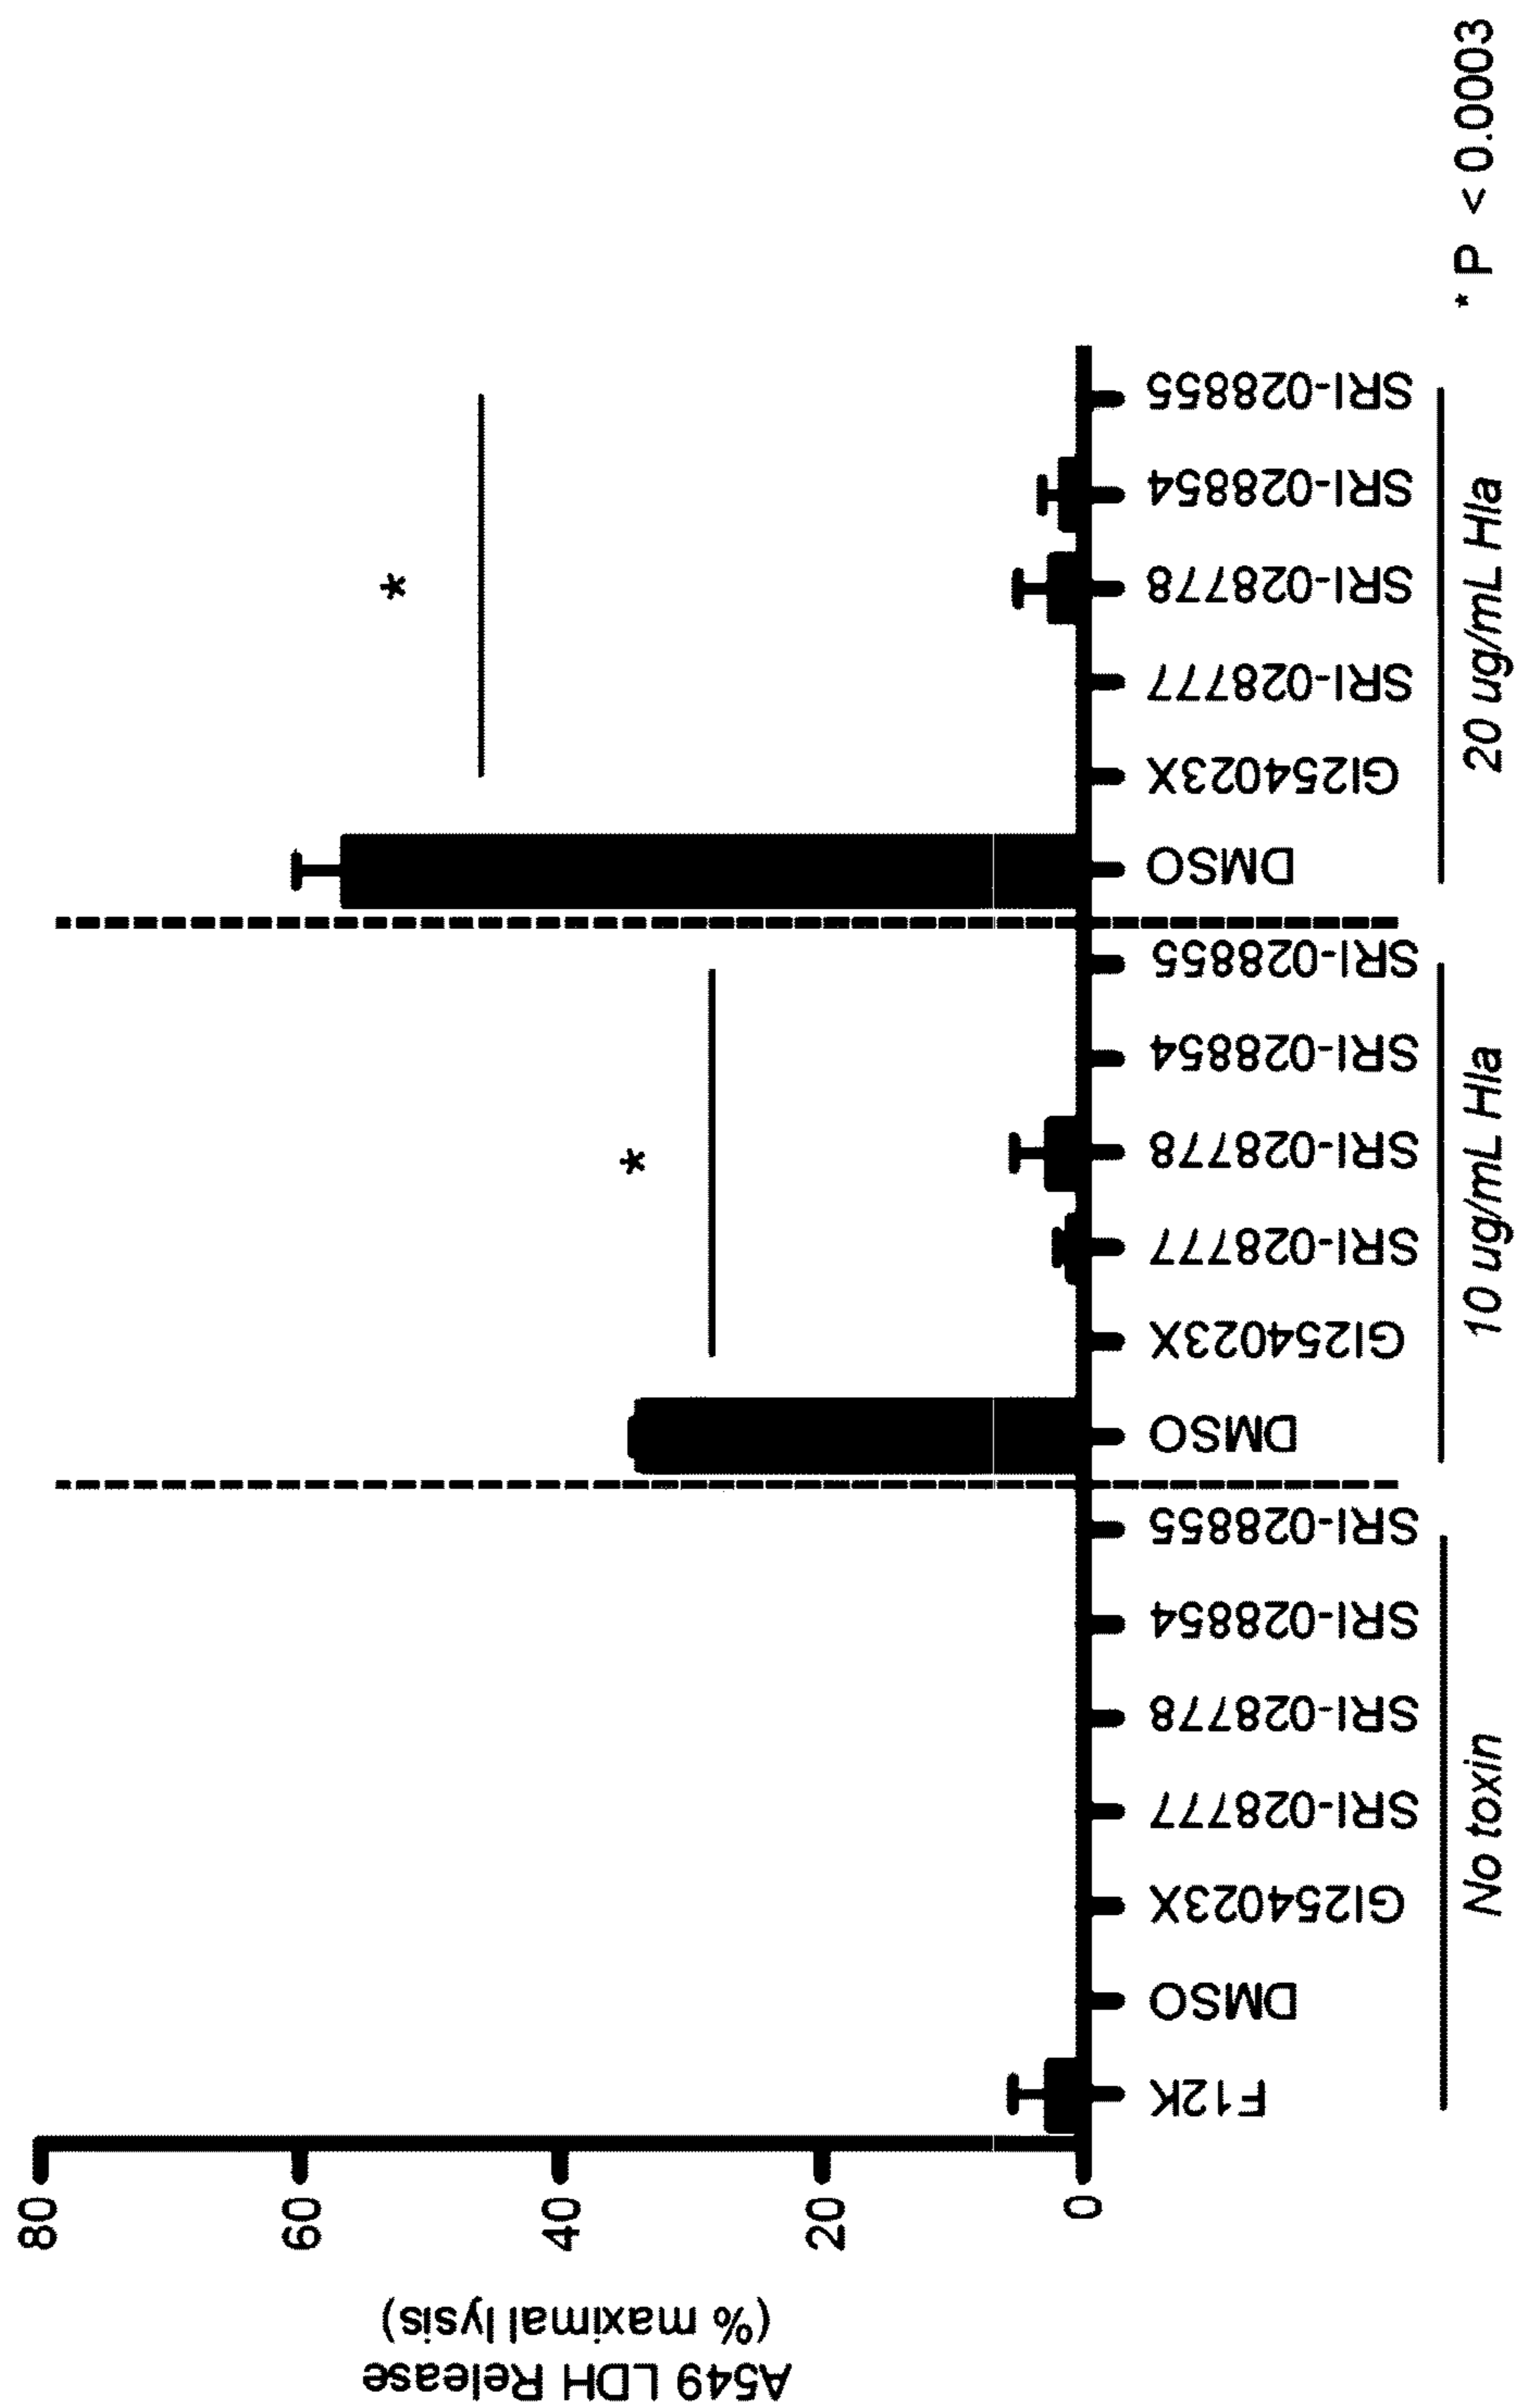 A549 LDH Release
(% maximal lysis)
80
60
40
20
0
*
*
F12K
DMSO
GI254023X
SRI-028777
SRI-028778
SRI-028854
SRI-028855
DMSO
GI254023X
SRI-028777
SRI-028778
SRI-028854
SRI-028855
DMSO
GI254023X
SRI-028777
SRI-028778
SRI-028854
SRI-028855
No toxin
10 ug/mL Hla
20 ug/mL Hla
* P < 0.0003